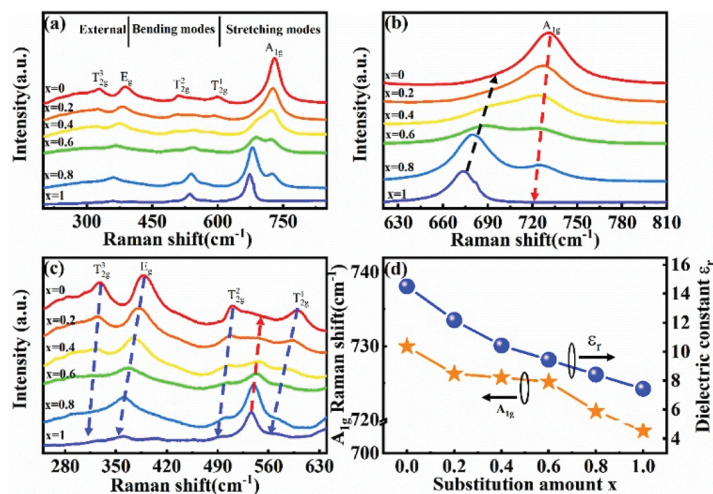 (a)
External
Bending modes
Stretching modes
A1g
T³2g
Eg
T²2g
T¹2g
x=0
x=0.2
x=0.4
x=0.6
x=0.8
x=1
Intensity(a.u.)
300
450
600
750
Raman shift(cm⁻¹)
(b)
A1g
x=0
x=0.2
x=0.4
x=0.6
x=0.8
x=1
Intensity(a.u.)
630
660
690
720
750
780
810
Raman shift(cm⁻¹)
(c)
T³2g
Eg
T²2g
T¹2g
x=0
x=0.2
x=0.4
x=0.6
x=0.8
x=1
Intensity (a.u.)
250
350
490
560
630
Raman shift(cm⁻¹)
(d)
740
730
720
700
A1g Raman shift(cm⁻¹)
εr
A1g
16
14
12
10
8
6
4
Dielectric constant εr
0.0
0.2
0.4
0.6
0.8
1.0
Substitution amount x